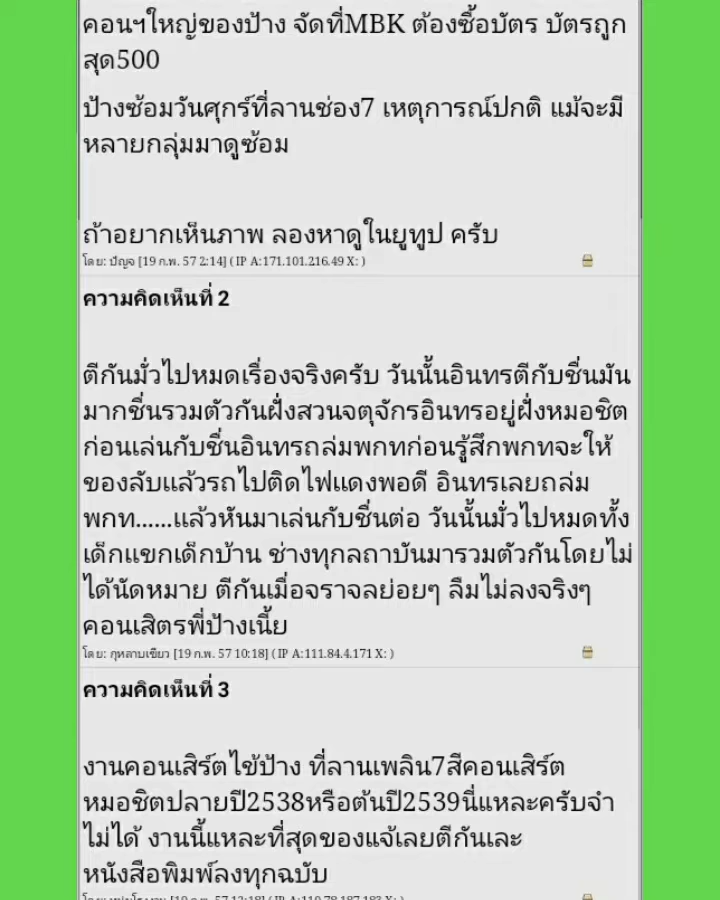 คอนฯใหญ่ของป้าง จัดที่MBK ต้องซื้อบัตร บัตรถูก
สุด500
ป้างซ้อมวันศุกร์ที่ลานช่อง7 เหตุการณ์ปกติ แม้จะมี
หลายกลุ่มมาดูซ้อม
ถ้าอยากเห็นภาพ ลองหาดูในยูทูป ครับ
โดย: ปัญจ [19 ก.พ. 57 2:14] ( IP A:171.101.216.49 X: )
ความคิดเห็นที่ 2
ตีกันมั่วไปหมดเรื่องจริงครับ วันนั้นอินทรตีกับชื่นมัน
มากชื่นรวมตัวกันฝั่งสวนจตุจักรอินทรอยู่ฝั่งหมอชิต
ก่อนเล่นกับชื่นอินทรถล่มพกทก่อนรู้สึกพกทจะให้
ของลับแล้วรถไปติดไฟแดงพอดี อินทรเลยถล่ม
พกท......แล้วหันมาเล่นกับชื่นต่อ วันนั้นมั่วไปหมดทั้ง
เด็กแขกเด็กบ้าน ช่างทุกลถาบันมารวมตัวกันโดยไม่
ได้นัดหมาย ตีกันเมื่อจราจลย่อยๆ ลืมไม่ลงจริงๆ
คอนเสิตรพี่ป้างเนี้ย
โดย: กุหลาบเขียว [19 ก.พ. 57 10:18] ( IP A:111.84.4.171 X: )
ความคิดเห็นที่ 3
งานคอนเสิร์ตไข้ป้าง ที่ลานเพลิน7สีคอนเสิร์ต
หมอชิตปลายปี2538หรือต้นปี2539นี่แหละครับจำ
ไม่ได้ งานนี้แหละที่สุดของแจ้เลยตีกันเละ
หนังสือพิมพ์ลงทุกฉบับ